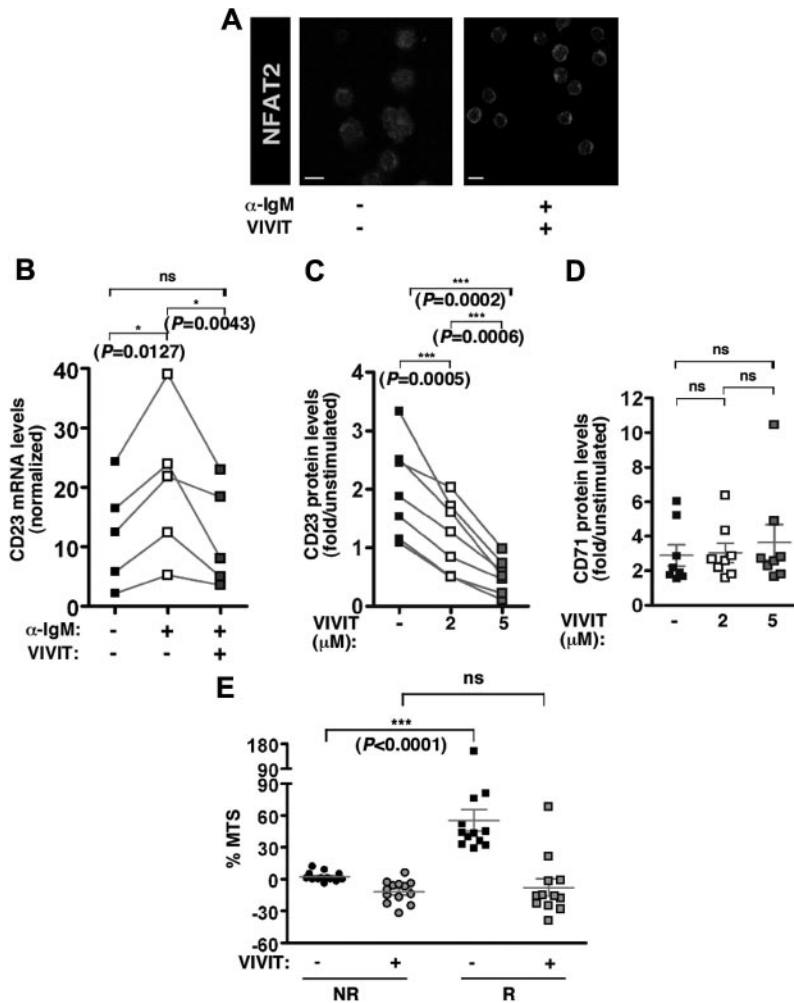 A
NFAT2
α-IgM - +
VIVIT - +
B
ns
*
(P=0.0043)
*
(P=0.0127)
CD23 mRNA levels
(normalized)
40
30
20
10
0
α-IgM: - + +
VIVIT: - - +
C
***
(P=0.0002)
***
(P=0.0006)
***
(P=0.0005)
CD23 protein levels
(fold/unstimulated)
4
3
2
1
0
VIVIT
(μM): - 2 5
D
ns
ns ns
CD71 protein levels
(fold/unstimulated)
12
10
8
6
4
2
0
VIVIT
(μM): - 2 5
E
ns
***
(P<0.0001)
% MTS
180
90
90
60
30
0
-30
-60
VIVIT: - + - +
NR R